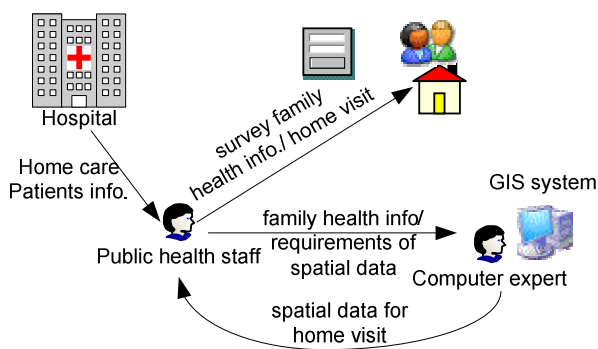 Hospital
Home care
Patients info.
survey family
health info./ home visit
GIS system
Public health staff
family health info/
requirements of
spatial data
Computer expert
spatial data for
home visit